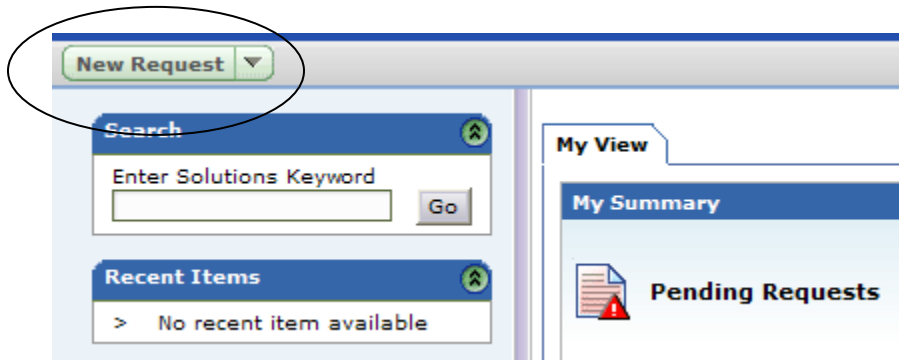 New Request
Search
Enter Solutions Keyword
Go
Recent Items
> No recent item available
My View
My Summary
Pending Requests